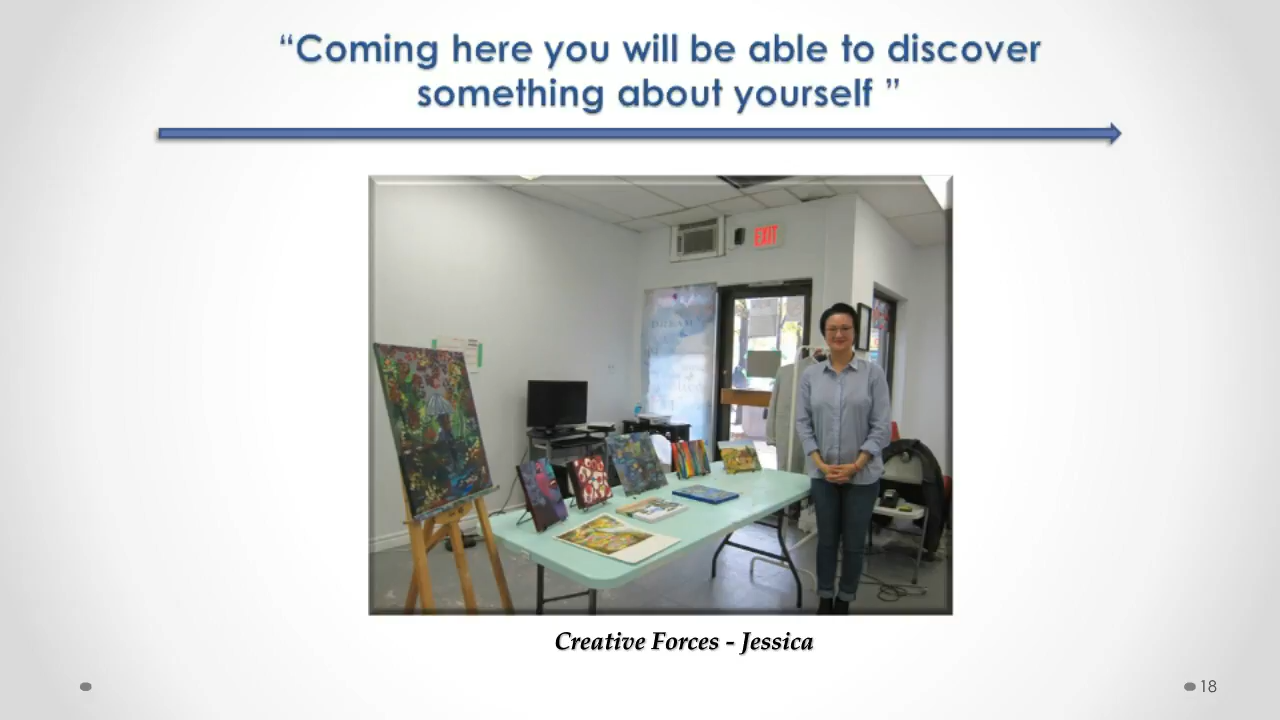 “Coming here you will be able to discover
something about yourself ”
EXIT
Creative Forces - Jessica
18